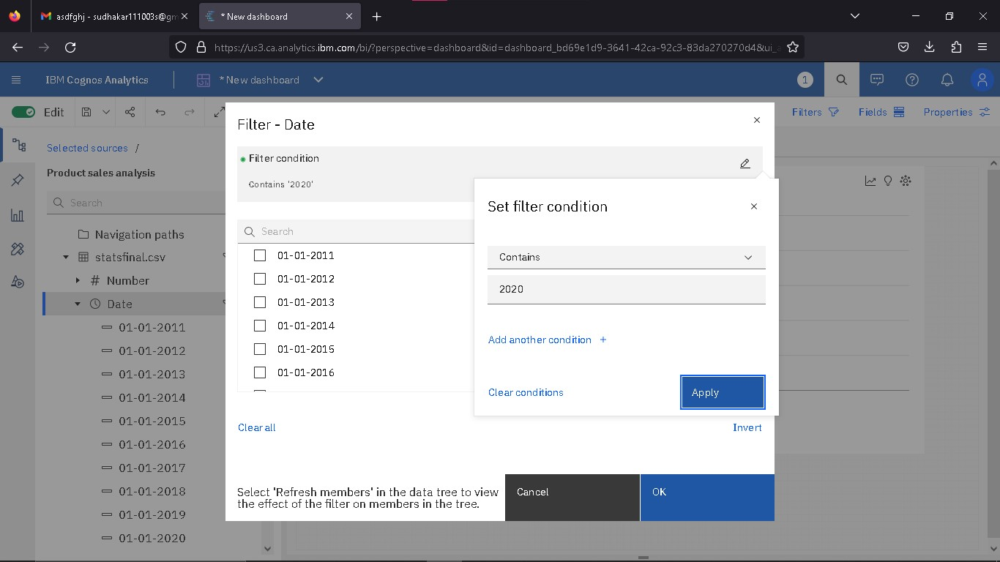 asdfghj - sudhakar111003s@gm
* New dashboard
https://us3.ca.analytics.ibm.com/bi/?perspective=dashboard&id=dashboard_bd69e1d9-3641-42ca-92c3-83da270270d4&ui_a
IBM Cognos Analytics
* New dashboard
1
Edit
Filters
Fields
Properties
Selected sources /
Product sales analysis
Search
Navigation paths
statsfinal.csv
# Number
Date
01-01-2011
01-01-2012
01-01-2013
01-01-2014
01-01-2015
01-01-2016
01-01-2017
01-01-2018
01-01-2019
01-01-2020
Filter - Date
Filter condition
Contains '2020'
Search
01-01-2011
01-01-2012
01-01-2013
01-01-2014
01-01-2015
01-01-2016
Clear all
Invert
Set filter condition
Contains
2020
Add another condition +
Clear conditions
Apply
Select 'Refresh members' in the data tree to view
the effect of the filter on members in the tree.
Cancel
OK